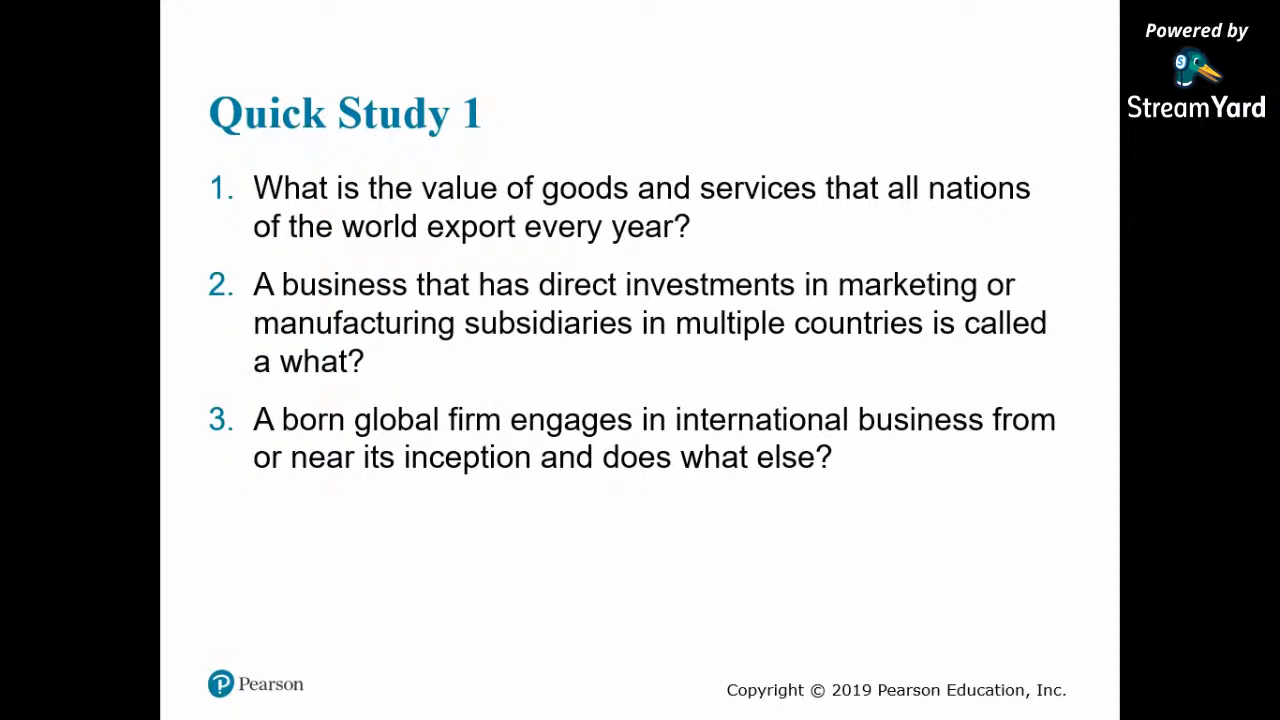 Powered by
StreamYard
Quick Study 1
1. What is the value of goods and services that all nations
of the world export every year?
2. A business that has direct investments in marketing or
manufacturing subsidiaries in multiple countries is called
a what?
3. A born global firm engages in international business from
or near its inception and does what else?
Pearson
Copyright © 2019 Pearson Education, Inc.